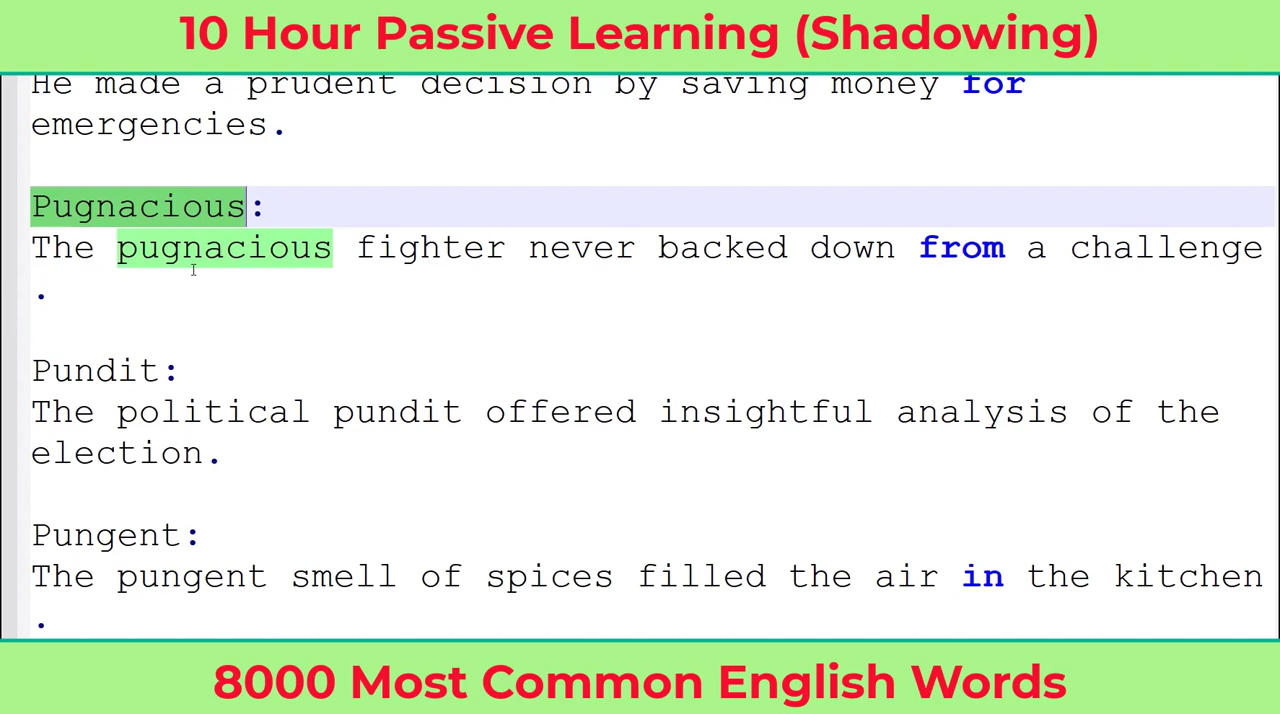 10 Hour Passive Learning (Shadowing)
He made a prudent decision by saving money for
emergencies.
Pugnacious:
The pugnacious fighter never backed down from a challenge
.
Pundit:
The political pundit offered insightful analysis of the
election.
Pungent:
The pungent smell of spices filled the air in the kitchen
.
8000 Most Common English Words